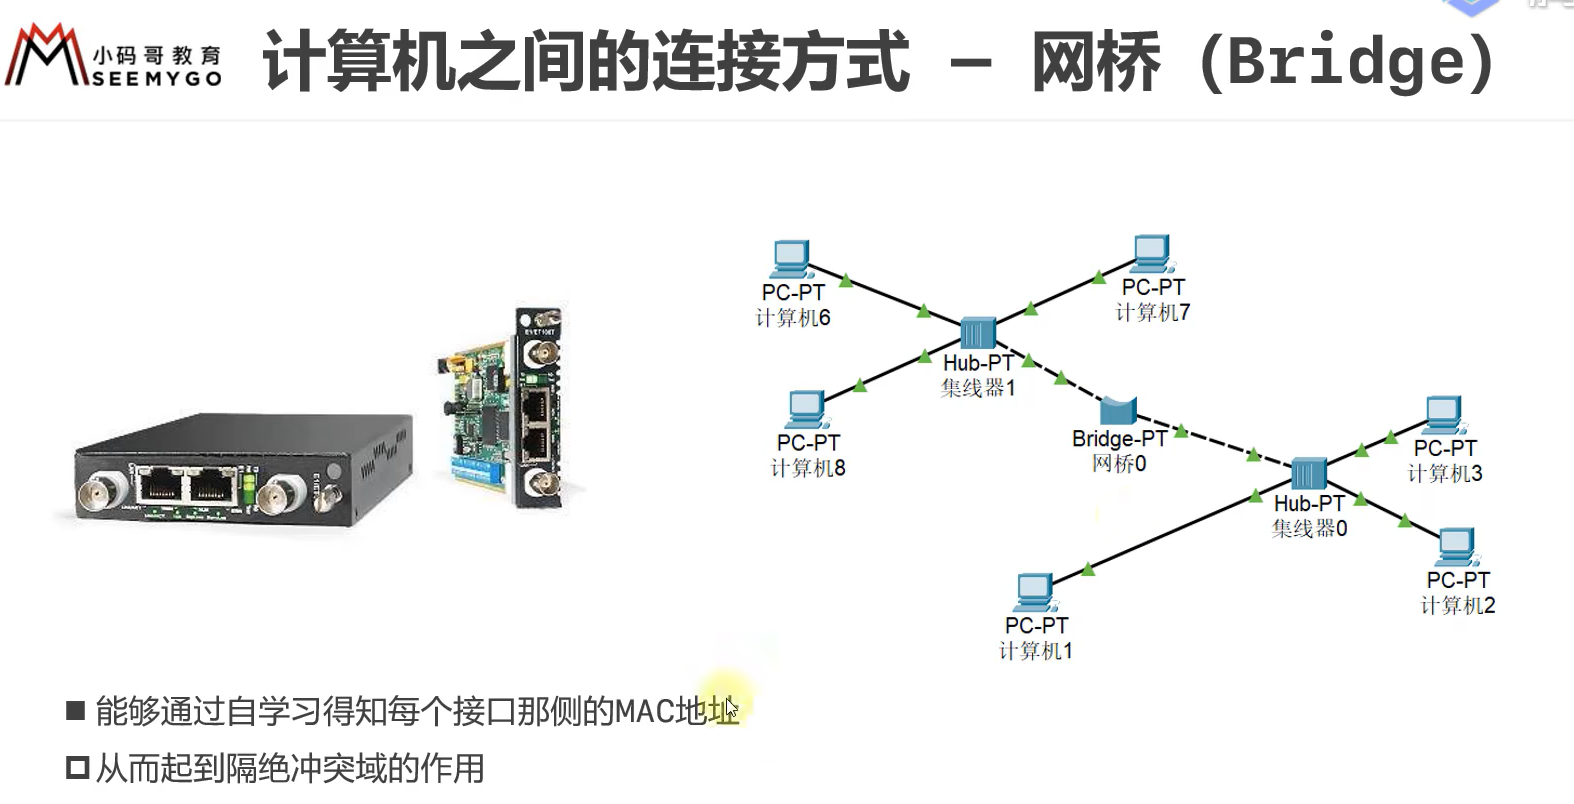 小码哥教育
SEEMYGO
计算机之间的连接方式 – 网桥（Bridge）
PC-PT
计算机6
PC-PT
计算机7
Hub-PT
集线器1
PC-PT
计算机8
Bridge-PT
网桥0
PC-PT
计算机3
Hub-PT
集线器0
PC-PT
计算机2
PC-PT
计算机1
■ 能够通过自学习得知每个接口那侧的MAC地址
从而起到隔绝冲突域的作用